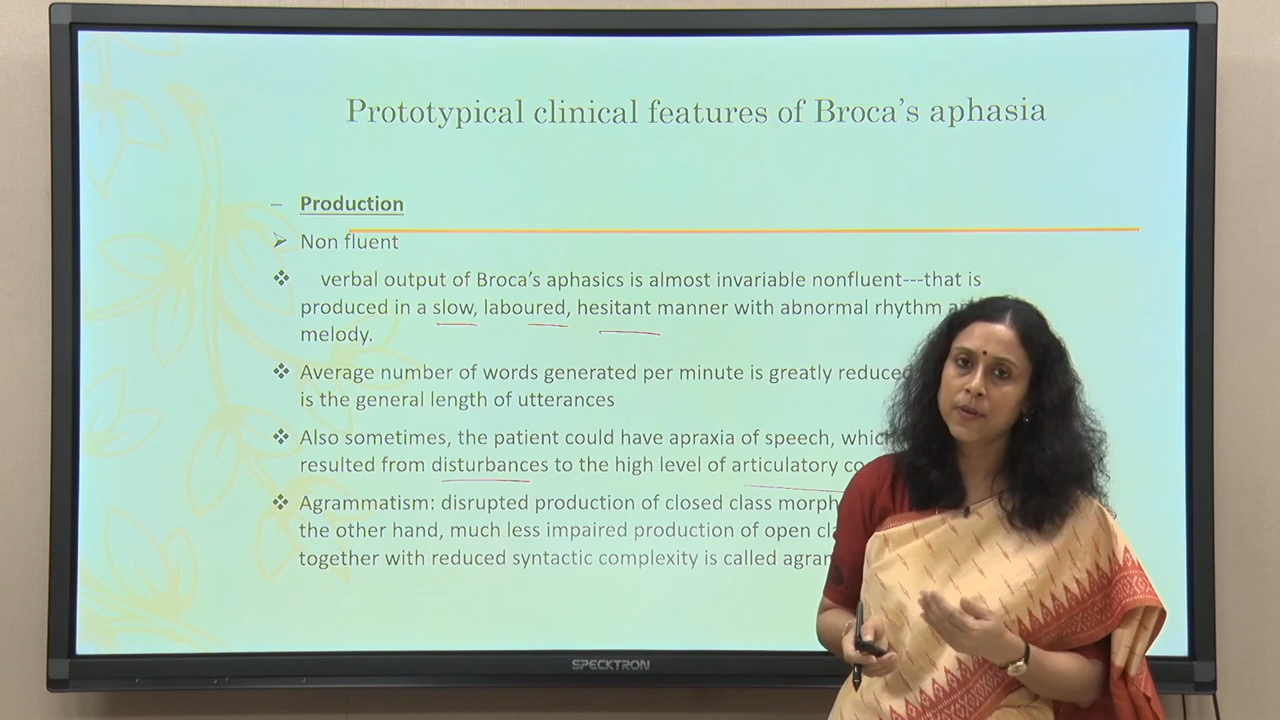 Prototypical clinical features of Broca's aphasia
– Production
➢ Non fluent
❖ verbal output of Broca's aphasics is almost invariable nonfluent---that is
produced in a slow, laboured, hesitant manner with abnormal rhythm
melody.
❖ Average number of words generated per minute is greatly reduced
is the general length of utterances
❖ Also sometimes, the patient could have apraxia of speech,
resulted from disturbances to the high level of articulatory
❖ Agrammatism: disrupted production of closed class
the other hand, much less impaired production of open
together with reduced syntactic complexity is called
SPECKTRON